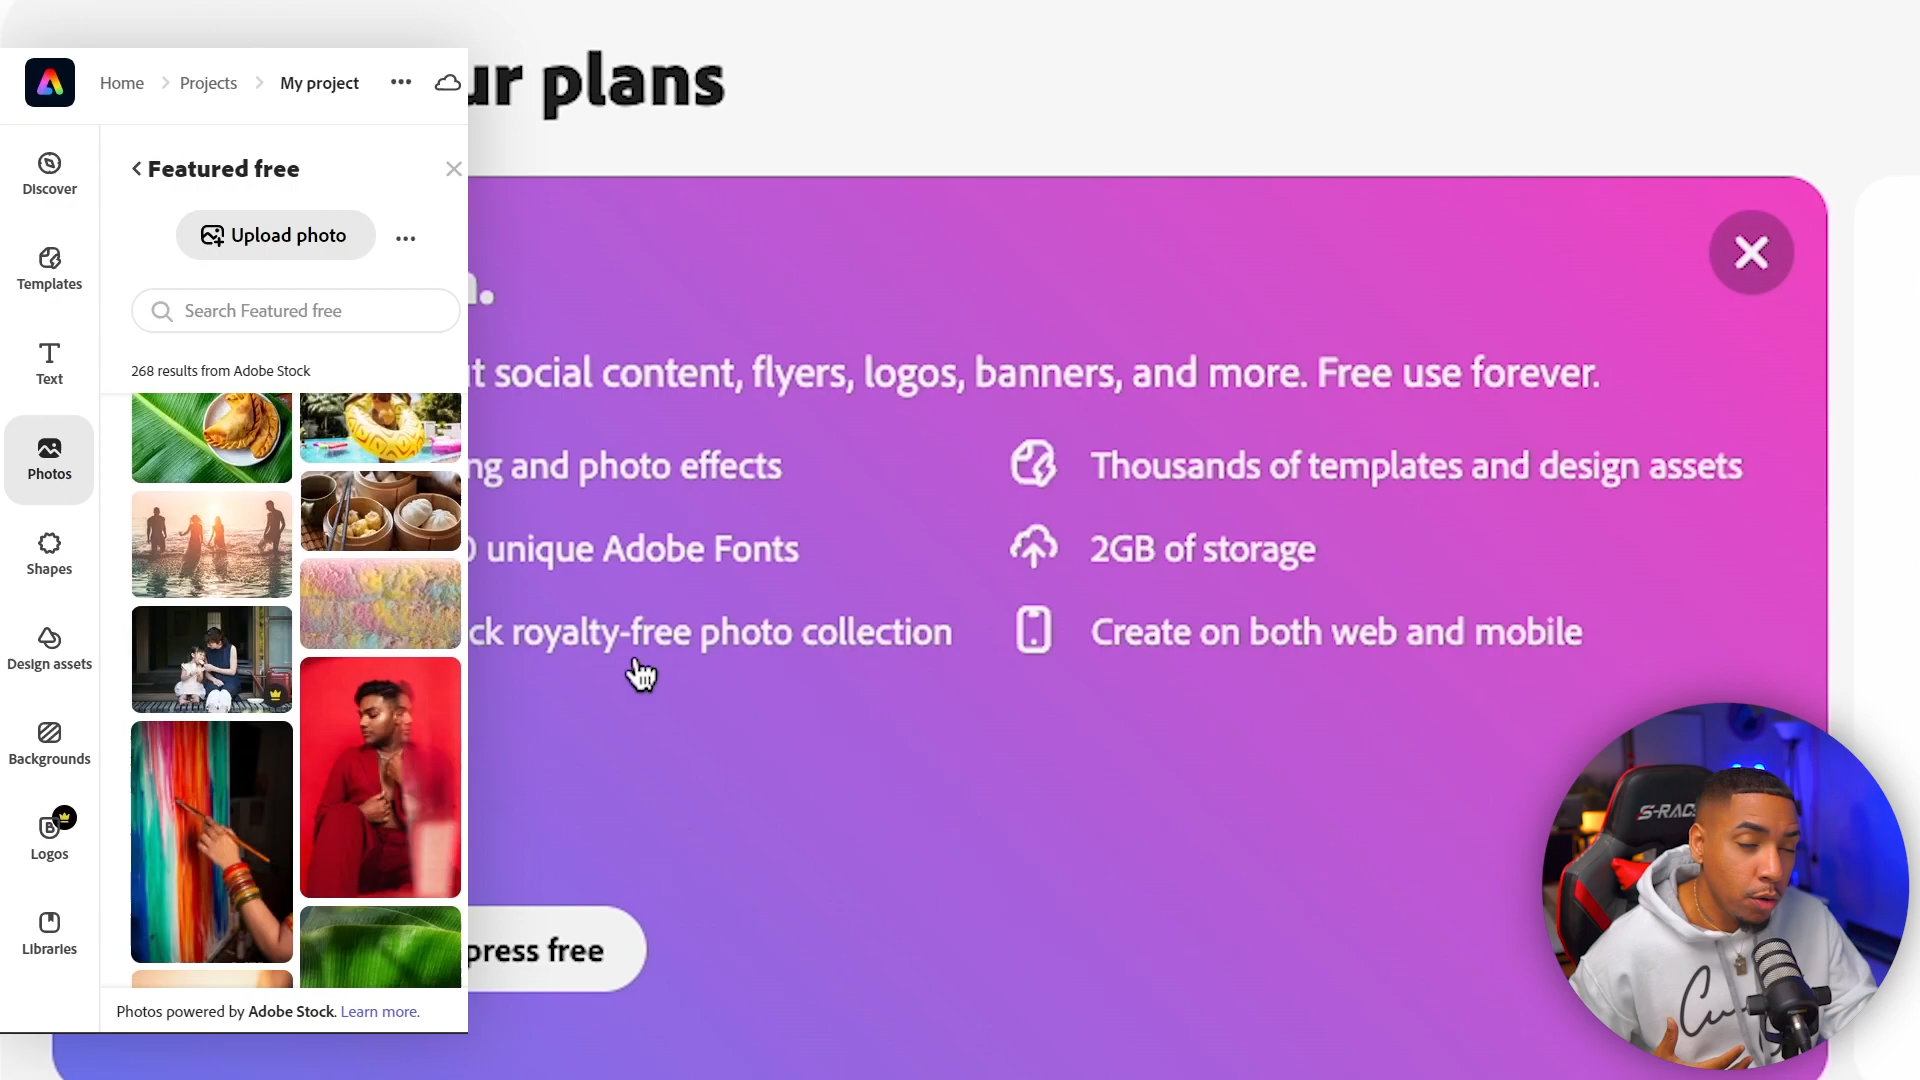 Home
Projects
My project
ur plans
Featured free
Upload photo
Search Featured free
268 results from Adobe Stock
Discover
Templates
Text
Photos
Shapes
Design assets
Backgrounds
Logos
Libraries
Photos powered by Adobe Stock. Learn more.
t social content, flyers, logos, banners, and more. Free use forever.
ng and photo effects
Thousands of templates and design assets
unique Adobe Fonts
2GB of storage
ck royalty-free photo collection
Create on both web and mobile
press free